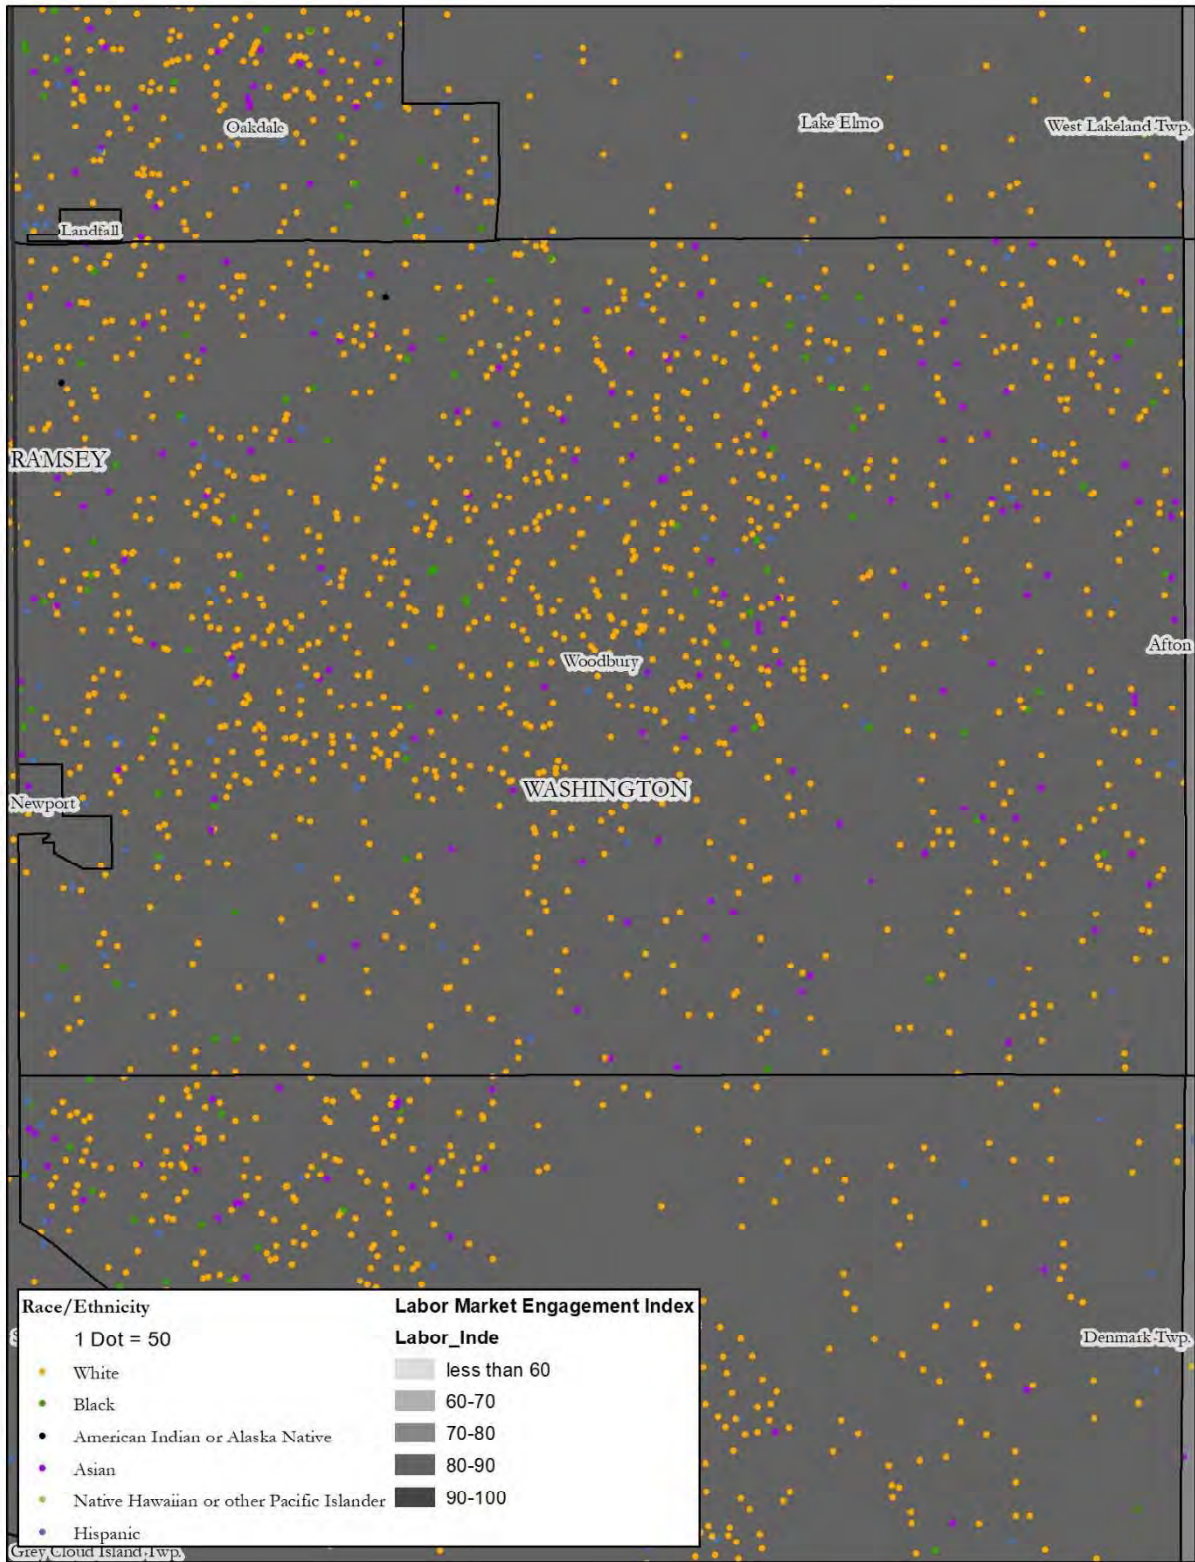 Oakdale
Lake Elmo
West Lakeland Twp.
Landfall
RAMSEY
Afton
Woodbury
WASHINGTON
Newport
Race/Ethnicity
1 Dot = 50
White
Black
American Indian or Alaska Native
Asian
Native Hawaiian or other Pacific Islander
Hispanic
Labor Market Engagement Index
Labor_Inde
less than 60
60-70
70-80
80-90
90-100
Denmark Twp.
Grey Cloud Island Twp.